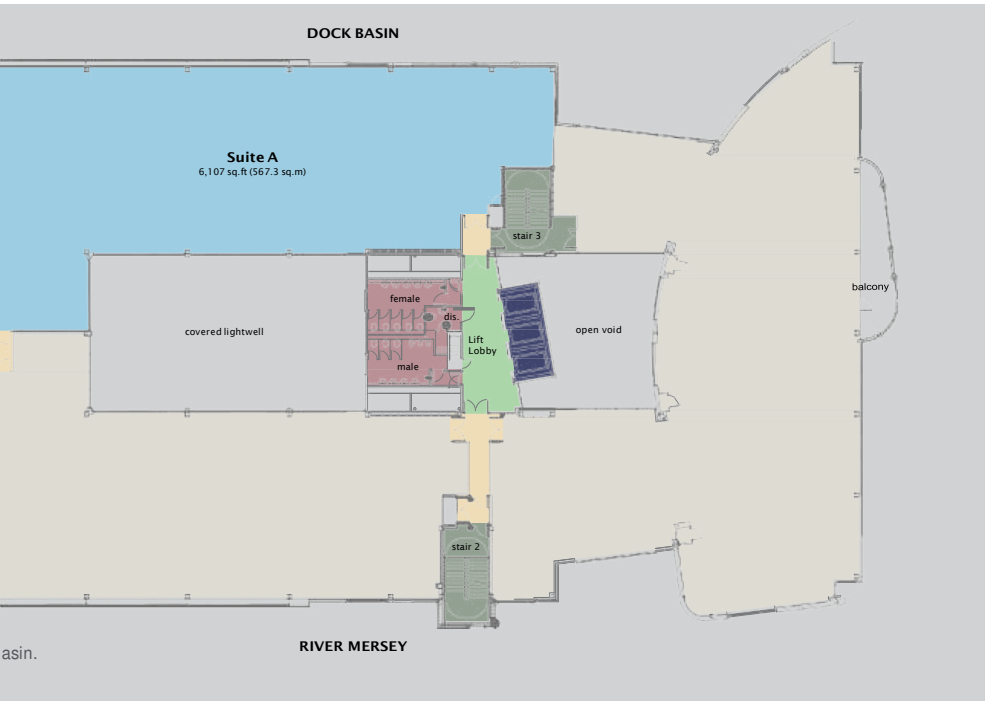 DOCK BASIN
Suite A
6,107 sq.ft (567.3 sq.m)
stair 3
balcony
female
dis.
covered lightwell
Lift
Lobby
open void
male
stair 2
RIVER MERSEY
asin.